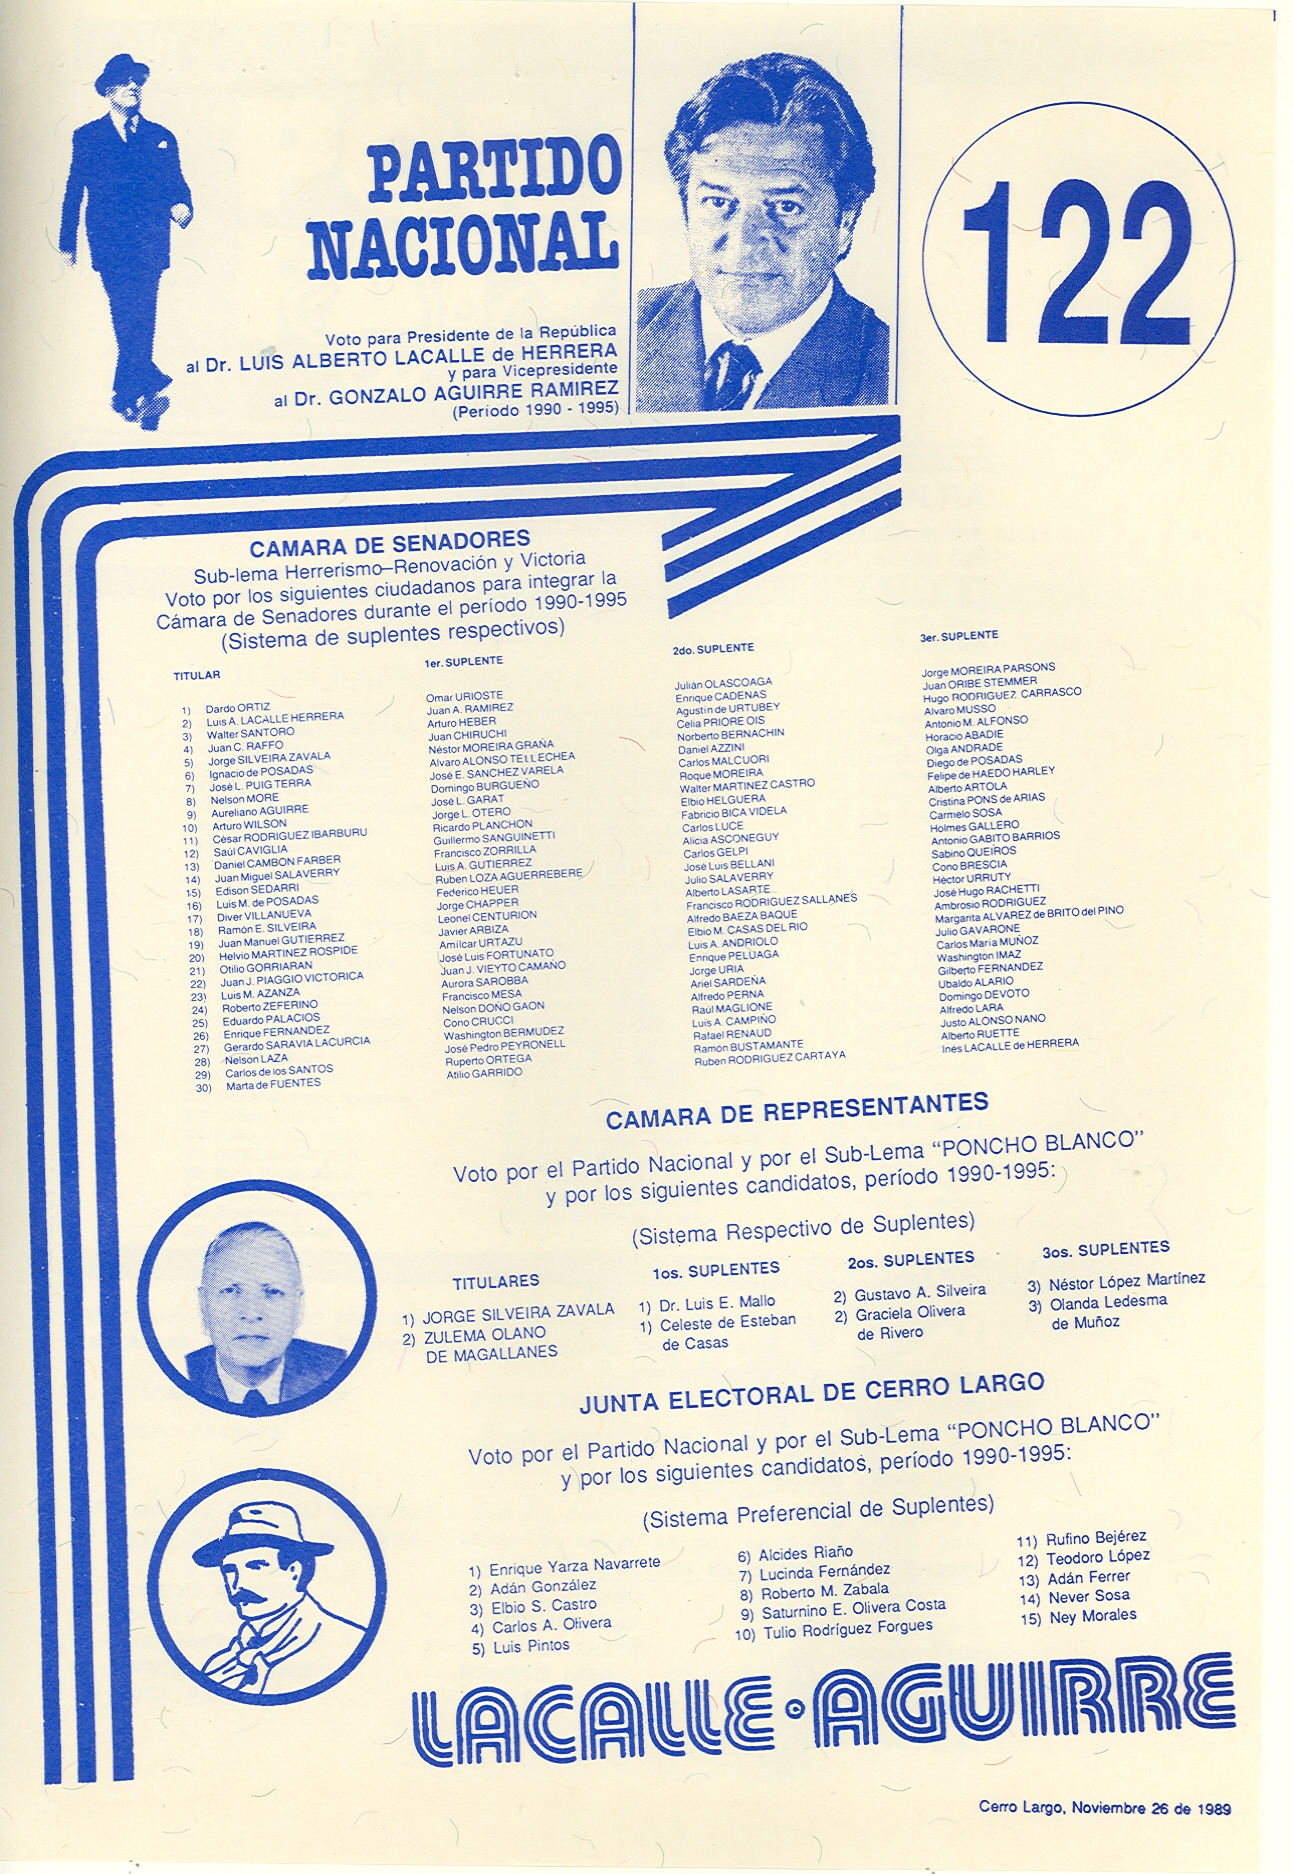 PARTIDO
NACIONAL
Voto para Presidente de la República
al Dr. LUIS ALBERTO LACALLE de HERRERA
y para Vicepresidente
al Dr. GONZALO AGUIRRE RAMIREZ
(Período 1990 - 1995)
122
CAMARA DE SENADORES
Sub-lema Herrerismo–Renovación y Victoria
Voto por los siguientes ciudadanos para integrar la
Cámara de Senadores durante el período 1990-1995
(Sistema de suplentes respectivos)
TITULAR
1) Dardo ORTIZ
2) Luis A. LACALLE HERRERA
3) Walter SANTORO
4) Juan C. RAFFO
5) Jorge SILVEIRA ZAVALA
6) Ignacio de POSADAS
7) José L. PUIG TERRA
8) Nelson MORE
9) Aureliano AGUIRRE
10) Arturo WILSON
11) César RODRIGUEZ IBARBURU
12) Saúl CAVIGLIA
13) Daniel CAMBON FARBER
14) Juan Miguel SALAVERRY
15) Edison SEDARRI
16) Luis M. de POSADAS
17) Diver VILLANUEVA
18) Ramón E. SILVEIRA
19) Juan Manuel GUTIERREZ
20) Helvio MARTINEZ ROSPIDE
21) Otilio GORRIARAN
22) Juan J. PIAGGIO VICTORICA
23) Luis M. AZANZA
24) Roberto ZEFERINO
25) Eduardo PALACIOS
26) Enrique FERNANDEZ
27) Gerardo SARAVIA LACURCIA
28) Nelson LAZA
29) Carlos de los SANTOS
30) Marta de FUENTES
1er. SUPLENTE
Omar URIOSTE
Juan A. RAMIREZ
Arturo HEBER
Juan CHIRUCHI
Néstor MOREIRA GRAÑA
Alvaro ALONSO TELLECHEA
José E. SANCHEZ VARELA
Domingo BURGUEÑO
José L. GARAT
Jorge L. OTERO
Ricardo PLANCHON
Guillermo SANGUINETTI
Francisco ZORRILLA
Luis A. GUTIERREZ
Ruben LOZA AGUERREBERE
Federico HEUER
Jorge CHAPPER
Leonel CENTURION
Javier ARBIZA
Amilcar URTAZU
José Luis FORTUNATO
Juan J. VIEYTO CAMAÑO
Aurora SAROBBA
Francisco MESA
Nelson DOÑO GAON
Cono CRUCCI
Washington BERMUDEZ
José Pedro PEYRONELL
Ruperto ORTEGA
Atilio GARRIDO
2do. SUPLENTE
Julián OLASCOAGA
Enrique CADENAS
Agustín de URTUBEY
Celia PRIORE OIS
Norberto BERNACHIN
Daniel AZZINI
Carlos MALCUORI
Roque MOREIRA
Walter MARTINEZ CASTRO
Elbio HELGUERA
Fabricio BICA VIDELA
Carlos LUCE
Alicia ASCONEGUY
Carlos GELPI
José Luis BELLANI
Julio SALAVERRY
Alberto LASARTE
Francisco RODRIGUEZ SALLANES
Alfredo BAEZA BAQUE
Elbio M. CASAS DEL RIO
Luis A. ANDRIOLO
Enrique PELUAGA
Jorge URIA
Ariel SARDEÑA
Alfredo PERNA
Raúl MAGLIONE
Luis A. CAMPIÑO
Rafael RENAUD
Ramón BUSTAMANTE
Ruben RODRIGUEZ CARTAYA
3er. SUPLENTE
Jorge MOREIRA PARSONS
Juan ORIBE STEMMER
Hugo RODRIGUEZ CARRASCO
Alvaro MUSSO
Antonio M. ALFONSO
Horacio ABADIE
Olga ANDRADE
Diego de POSADAS
Felipe de HAEDO HARLEY
Alberto ARTOLA
Cristina PONS de ARIAS
Carmelo SOSA
Holmes GALLERO
Antonio GABITO BARRIOS
Sabino QUEIROS
Cono BRESCIA
Héctor URRUTY
José Hugo RACHETTI
Ambrosio RODRIGUEZ
Margarita ALVAREZ de BRITO del PINO
Julio GAVARONE
Carlos María MUÑOZ
Washington IMAZ
Gilberto FERNANDEZ
Ubaldo ALARIO
Domingo DEVOTO
Alfredo LARA
Justo ALONSO NANO
Alberto RUETTE
Inés LACALLE de HERRERA
CAMARA DE REPRESENTANTES
Voto por el Partido Nacional y por el Sub-Lema “PONCHO BLANCO”
y por los siguientes candidatos, período 1990-1995:
(Sistema Respectivo de Suplentes)
TITULARES
1) JORGE SILVEIRA ZAVALA
2) ZULEMA OLANO
DE MAGALLANES
1os. SUPLENTES
1) Dr. Luis E. Mallo
1) Celeste de Esteban
de Casas
2os. SUPLENTES
2) Gustavo A. Silveira
2) Graciela Olivera
de Rivero
3os. SUPLENTES
3) Néstor López Martínez
3) Olanda Ledesma
de Muñoz
JUNTA ELECTORAL DE CERRO LARGO
Voto por el Partido Nacional y por el Sub-Lema “PONCHO BLANCO”
y por los siguientes candidatos, período 1990-1995:
(Sistema Preferencial de Suplentes)
1) Enrique Yarza Navarrete
2) Adán González
3) Elbio S. Castro
4) Carlos A. Olivera
5) Luis Pintos
6) Alcides Riaño
7) Lucinda Fernández
8) Roberto M. Zabala
9) Saturnino E. Olivera Costa
10) Tulio Rodríguez Forgues
11) Rufino Bejérez
12) Teodoro López
13) Adán Ferrer
14) Never Sosa
15) Ney Morales
LACALLE • AGUIRRE
Cerro Largo, Noviembre 26 de 1989